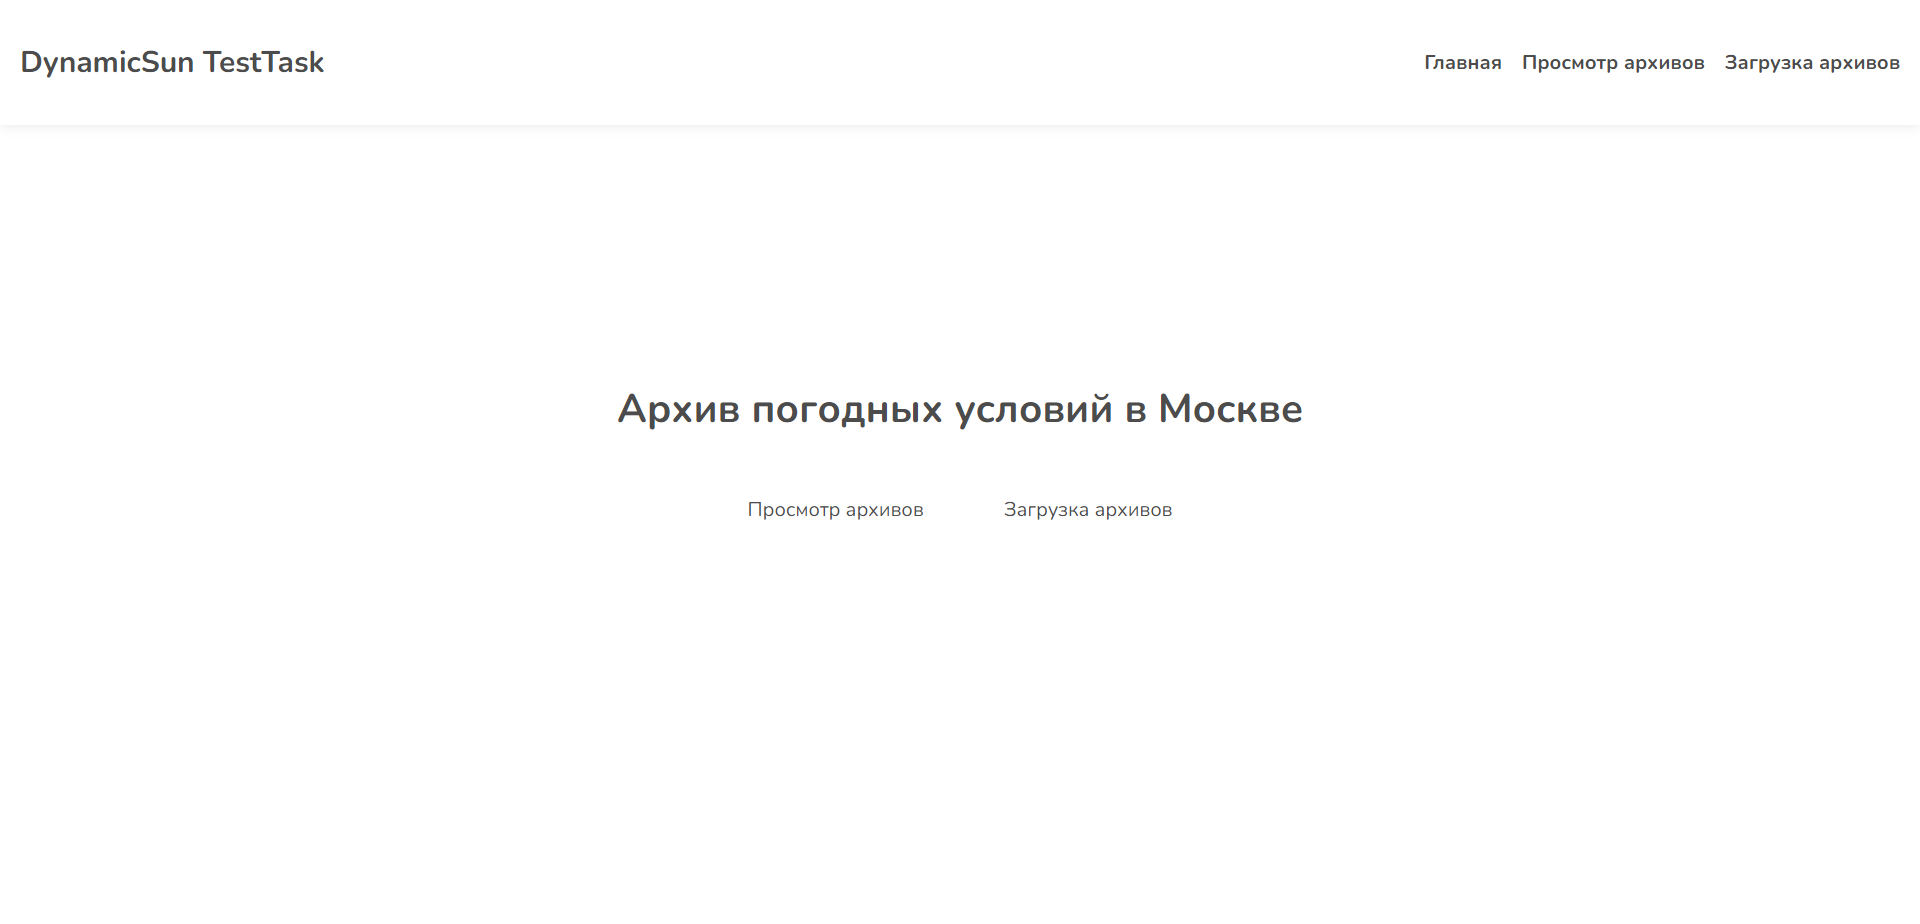 DynamicSun TestTask
Главная Просмотр архивов Загрузка архивов
Архив погодных условий в Москве
Просмотр архивов Загрузка архивов